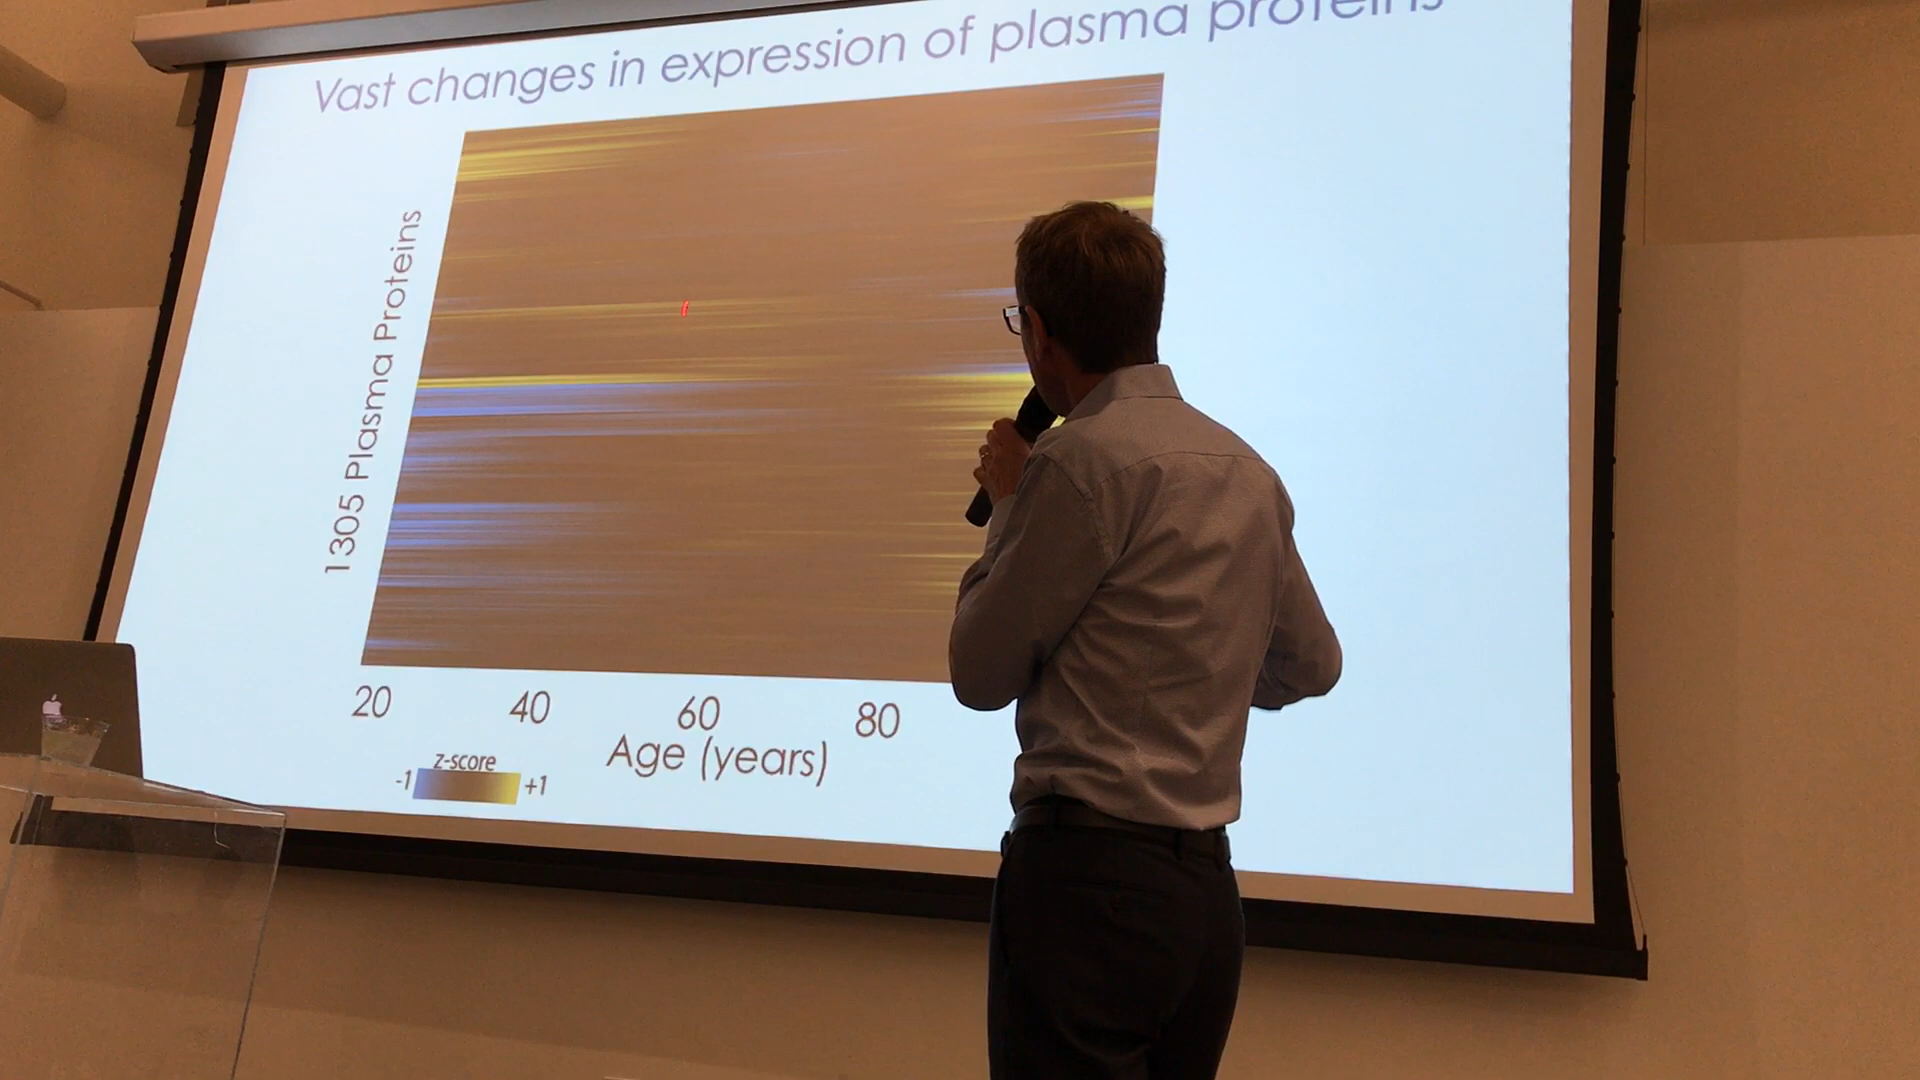 Vast changes in expression of plasma proteins
1305 Plasma Proteins
20 40 60 80
Age (years)
z-score
-1 +1